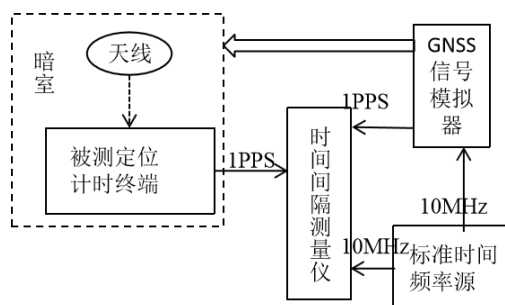 暗室
天线
被测定位
计时终端
1PPS
时间间隔测量仪
1PPS
GNSS
信号
模拟
器
10MHz
10MHz
标准时间
频率源